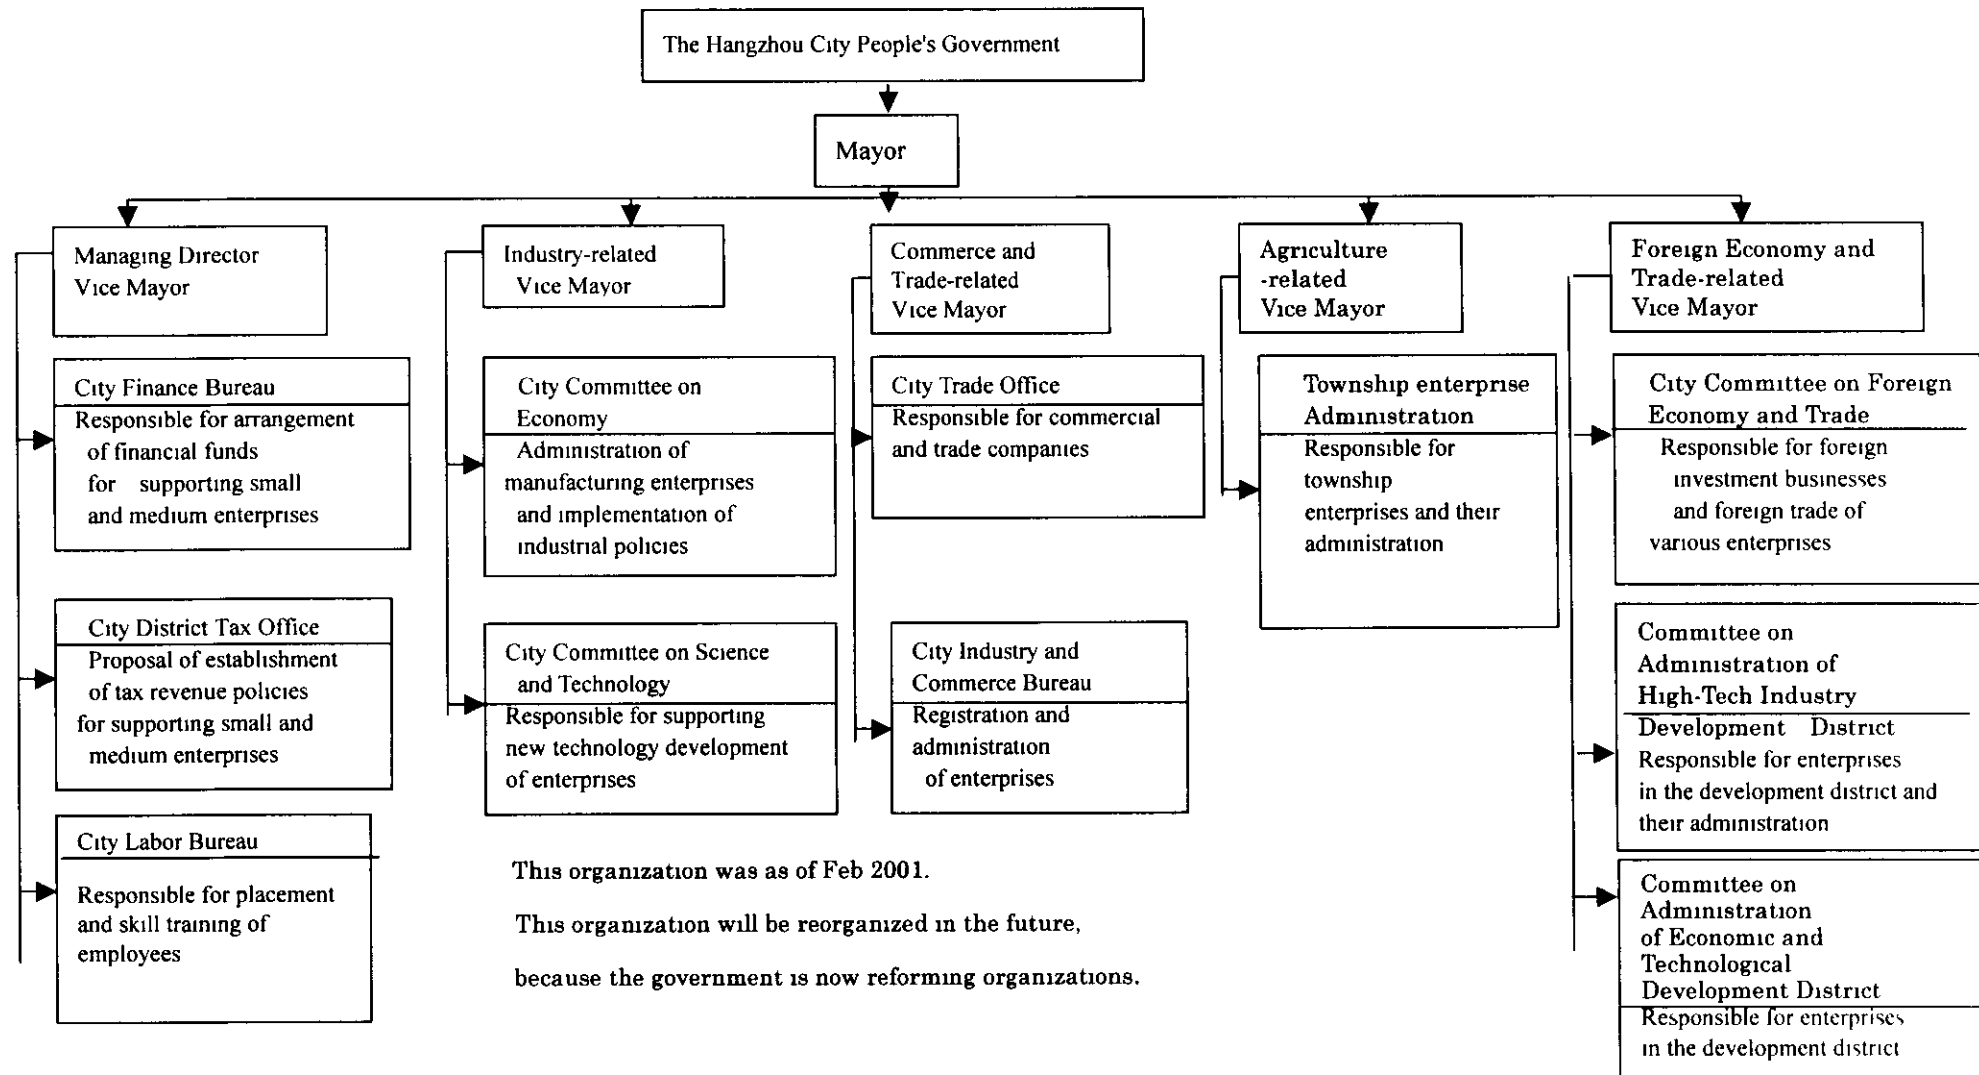 The Hangzhou City People's Government
Mayor
Managing Director
Vice Mayor
Industry-related
Vice Mayor
Commerce and
Trade-related
Vice Mayor
Agriculture
-related
Vice Mayor
Foreign Economy and
Trade-related
Vice Mayor
City Finance Bureau
Responsible for arrangement
of financial funds
for supporting small
and medium enterprises
City District Tax Office
Proposal of establishment
of tax revenue policies
for supporting small and
medium enterprises
City Labor Bureau
Responsible for placement
and skill training of
employees
City Committee on
Economy
Administration of
manufacturing enterprises
and implementation of
industrial policies
City Committee on Science
and Technology
Responsible for supporting
new technology development
of enterprises
City Trade Office
Responsible for commercial
and trade companies
City Industry and
Commerce Bureau
Registration and
administration
of enterprises
Township enterprise
Administration
Responsible for
township
enterprises and their
administration
City Committee on Foreign
Economy and Trade
Responsible for foreign
investment businesses
and foreign trade of
various enterprises
Committee on
Administration of
High-Tech Industry
Development District
Responsible for enterprises
in the development district and
their administration
Committee on
Administration
of Economic and
Technological
Development District
Responsible for enterprises
in the development district
This organization was as of Feb 2001.
This organization will be reorganized in the future,
because the government is now reforming organizations.